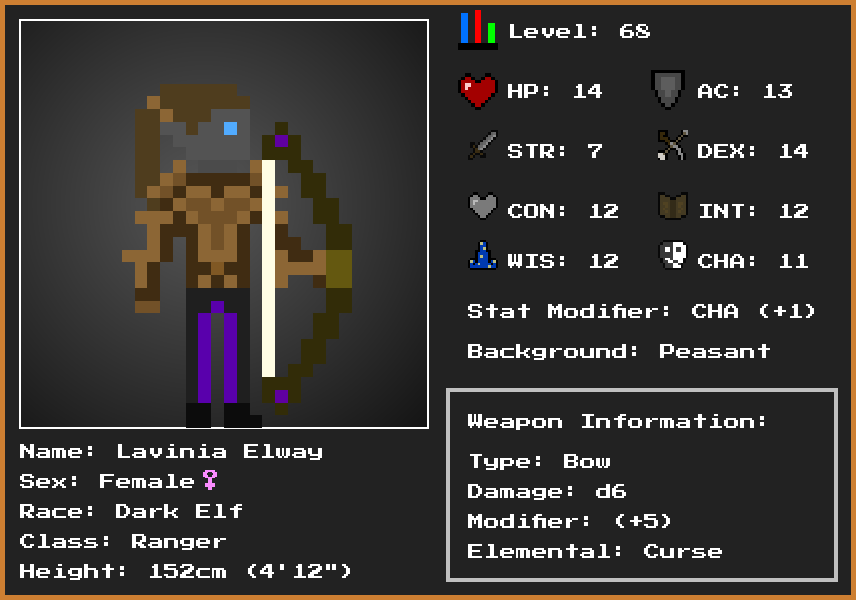 Level: 68
HP: 14
AC: 13
STR: 7
DEX: 14
CON: 12
INT: 12
WIS: 12
CHA: 11
Stat Modifier: CHA (+1)
Background: Peasant
Name: Lavinia Elway
Sex: Female♀
Race: Dark Elf
Class: Ranger
Height: 152cm (4'12")
Weapon Information:
Type: Bow
Damage: d6
Modifier: (+5)
Elemental: Curse